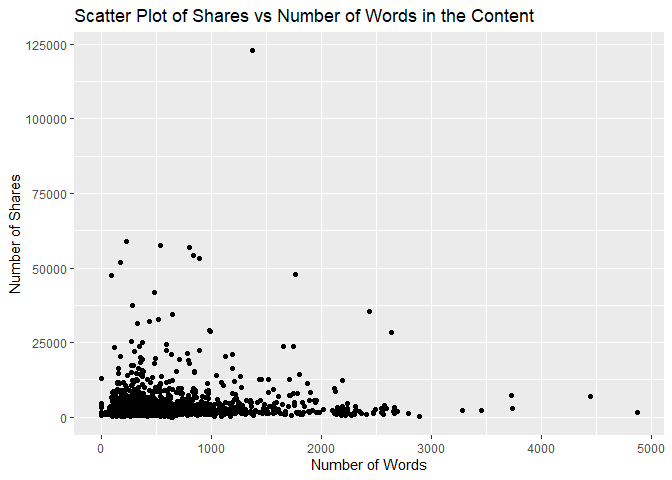 Scatter Plot of Shares vs Number of Words in the Content
125000
100000
75000
50000
25000
0
Number of Shares
0 1000 2000 3000 4000 5000
Number of Words